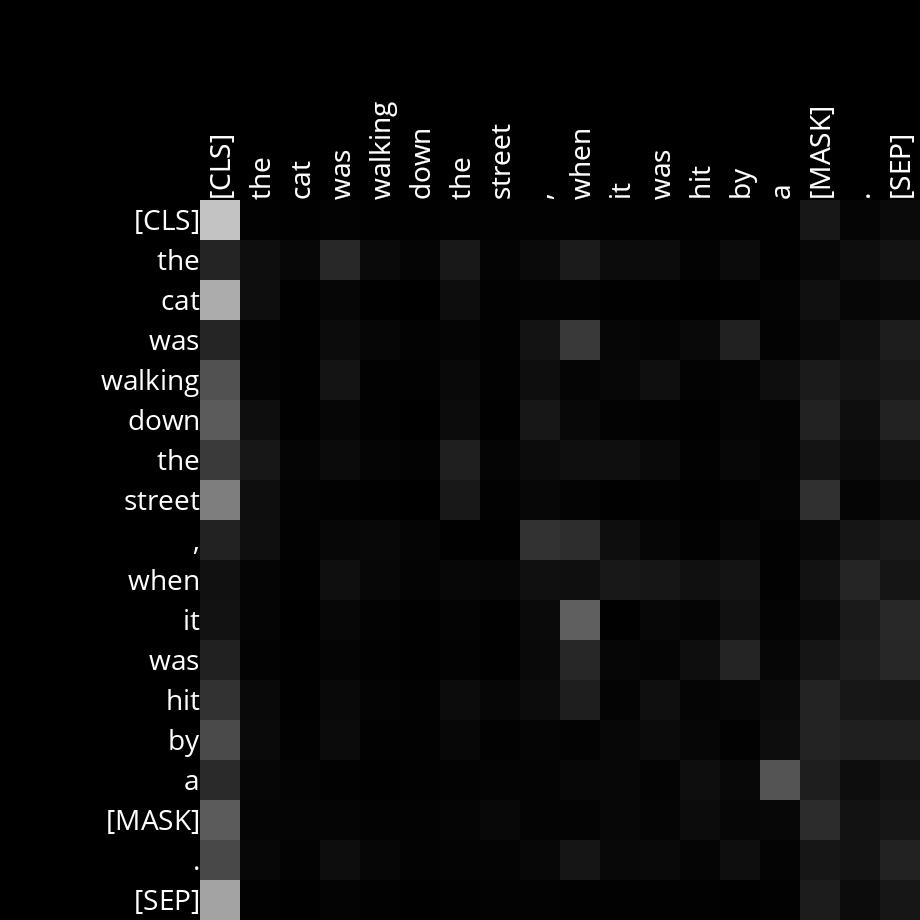 [CLS] the cat was walking down the street , when it was hit by a [MASK] . [SEP]
[CLS]
the
cat
was
walking
down
the
street
,
when
it
was
hit
by
a
[MASK]
.
[SEP]